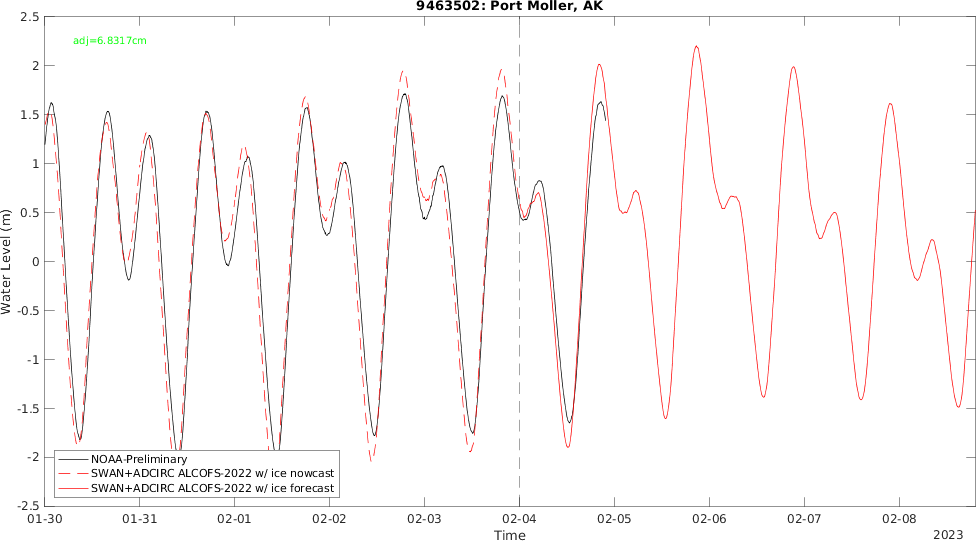 9463502: Port Moller, AK
adj=6.8317cm
Water Level (m)
2.5
2
1.5
1
0.5
0
-0.5
-1
-1.5
-2
-2.5
NOAA-Preliminary
SWAN+ADCIRC ALCOFS-2022 w/ ice nowcast
SWAN+ADCIRC ALCOFS-2022 w/ ice forecast
01-30 01-31 02-01 02-02 02-03 02-04 02-05 02-06 02-07 02-08
Time
2023